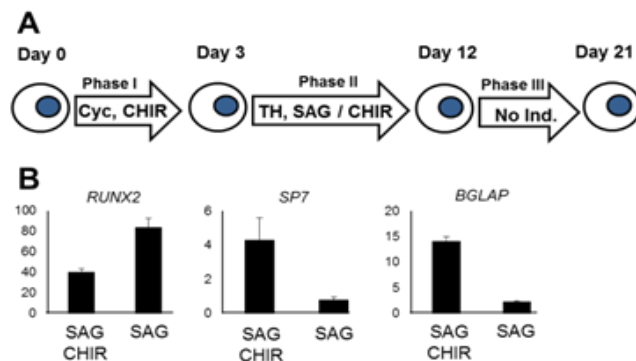 A
Day 0 Day 3 Day 12 Day 21
Phase I Phase II Phase III
Cyc, CHIR TH, SAG / CHIR No Ind.
B
RUNX2 SP7 BGLAP
100
80
60
40
20
0
SAG SAG
CHIR
6
4
2
0
SAG SAG
CHIR
20
15
10
5
0
SAG SAG
CHIR